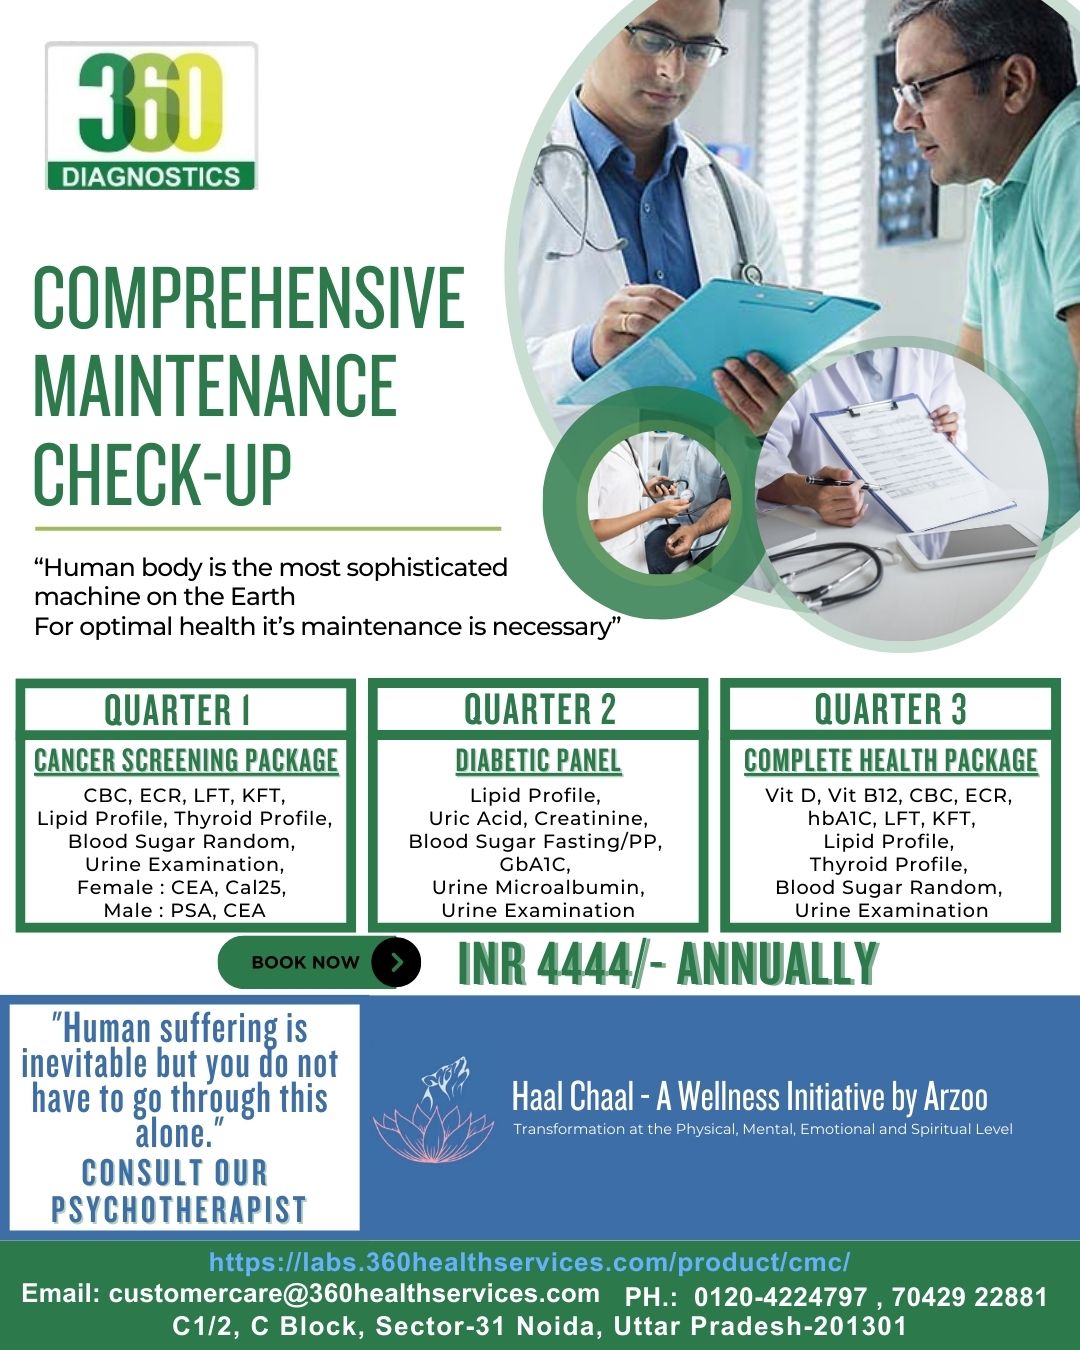 360
DIAGNOSTICS
COMPREHENSIVE
MAINTENANCE
CHECK-UP
“Human body is the most sophisticated
machine on the Earth
For optimal health it’s maintenance is necessary”
QUARTER 1
CANCER SCREENING PACKAGE
CBC, ECR, LFT, KFT,
Lipid Profile, Thyroid Profile,
Blood Sugar Random,
Urine Examination,
Female : CEA, Cal25,
Male : PSA, CEA
QUARTER 2
DIABETIC PANEL
Lipid Profile,
Uric Acid, Creatinine,
Blood Sugar Fasting/PP,
GbA1C,
Urine Microalbumin,
Urine Examination
QUARTER 3
COMPLETE HEALTH PACKAGE
Vit D, Vit B12, CBC, ECR,
hbA1C, LFT, KFT,
Lipid Profile,
Thyroid Profile,
Blood Sugar Random,
Urine Examination
BOOK NOW
INR 4444/- ANNUALLY
"Human suffering is
inevitable but you do not
have to go through this
alone."
CONSULT OUR
PSYCHOTHERAPIST
Haal Chaal - A Wellness Initiative by Arzoo
Transformation at the Physical, Mental, Emotional and Spiritual Level
https://labs.360healthservices.com/product/cmc/
Email: customercare@360healthservices.com PH.: 0120-4224797 , 70429 22881
C1/2, C Block, Sector-31 Noida, Uttar Pradesh-201301